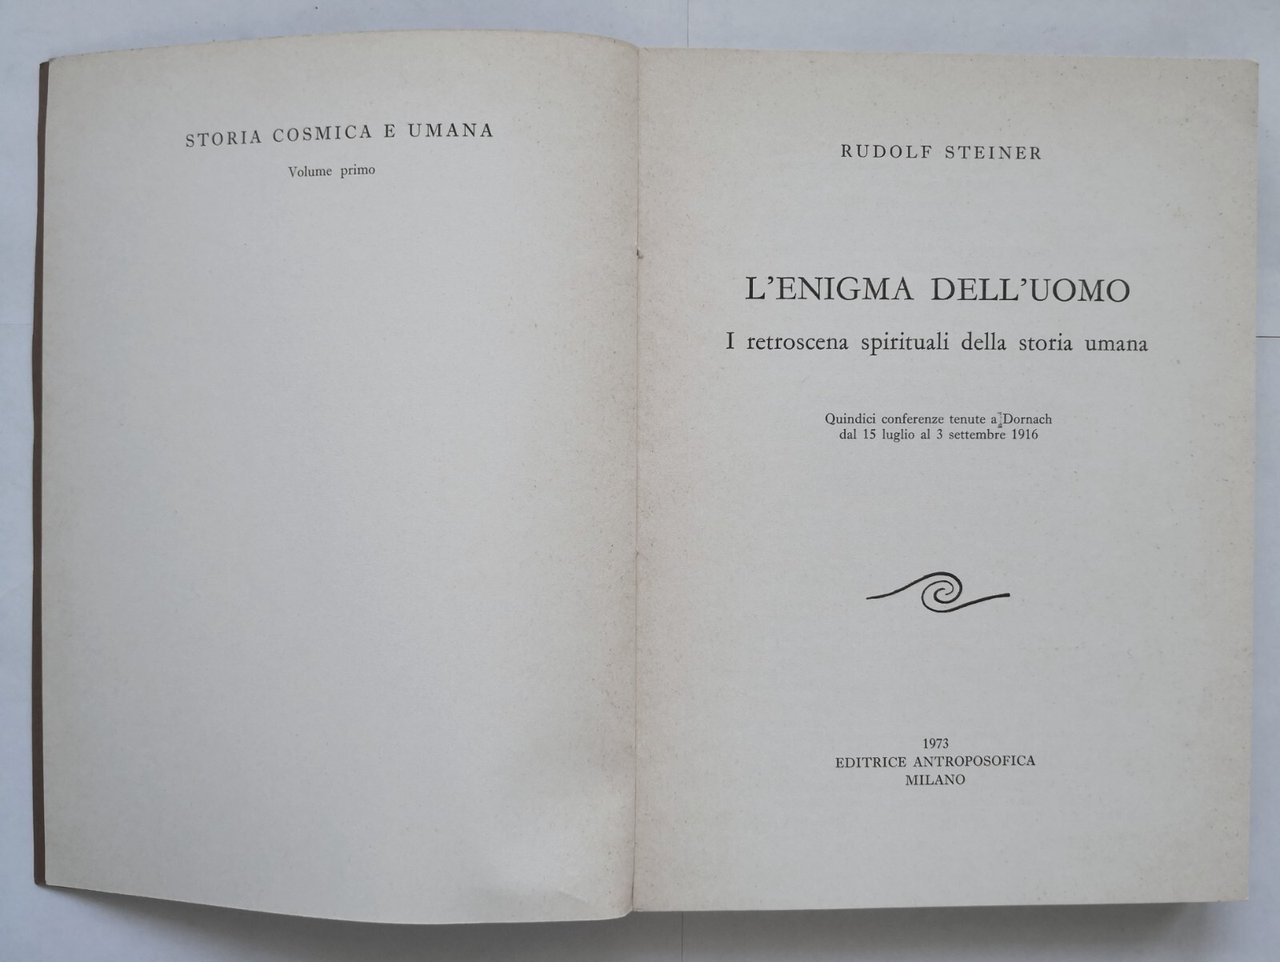 STORIA COSMICA E UMANA
Volume primo
RUDOLF STEINER
L'ENIGMA DELL'UOMO
I retroscena spirituali della storia umana
Quindici conferenze tenute a Dornach
dal 15 luglio al 3 settembre 1916
1973
EDITRICE ANTROPOSOFICA
MILANO